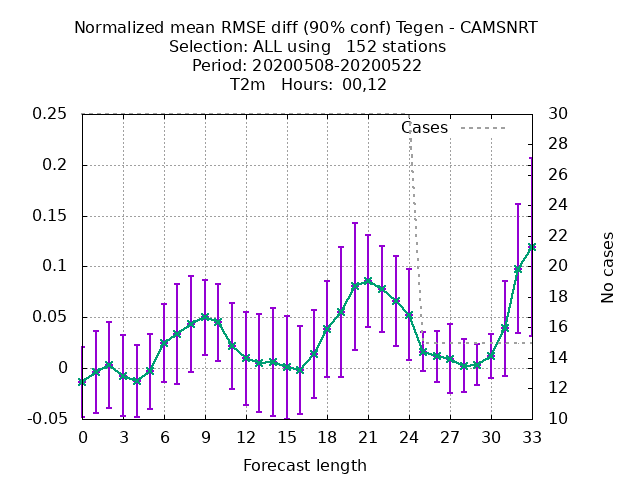 Normalized mean RMSE diff (90% conf) Tegen - CAMSNRT
Selection: ALL using   152 stations
Period: 20200508-20200522
T2m   Hours: 00,12
Cases
0.25
0.2
0.15
0.1
0.05
0
-0.05
30
28
26
24
22
20
18
16
14
12
10
No cases
0 3 6 9 12 15 18 21 24 27 30 33
Forecast length